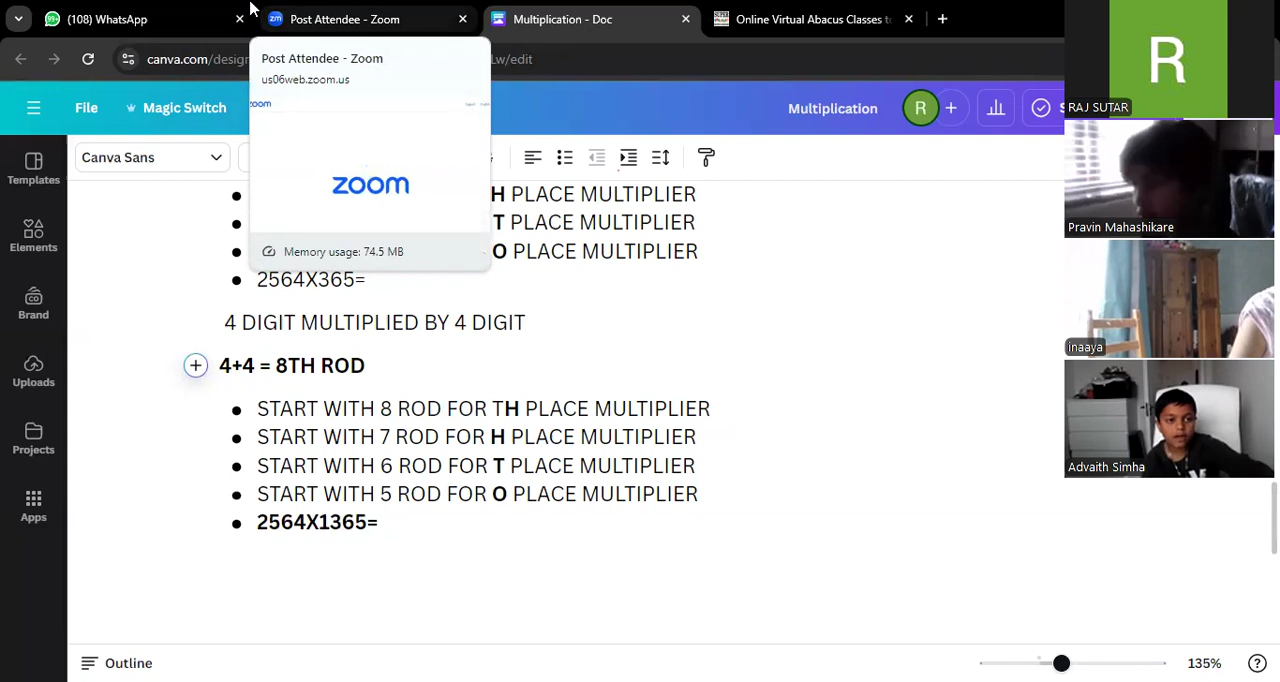 (108) WhatsApp
zm
Post Attendee - Zoom
Multiplication - Doc
Online Virtual Abacus Classes t
canva.com/desig
Lw/edit
Post Attendee - Zoom
us06web.zoom.us
zoom
zoom
Memory usage: 74.5 MB
File
Magic Switch
Multiplication
R
S
Canva Sans
Templates
Elements
Brand
Uploads
Projects
Apps
H PLACE MULTIPLIER
T PLACE MULTIPLIER
O PLACE MULTIPLIER
2564X365=
4 DIGIT MULTIPLIED BY 4 DIGIT
4+4 = 8TH ROD
START WITH 8 ROD FOR TH PLACE MULTIPLIER
START WITH 7 ROD FOR H PLACE MULTIPLIER
START WITH 6 ROD FOR T PLACE MULTIPLIER
START WITH 5 ROD FOR O PLACE MULTIPLIER
2564X1365=
Outline
135%
R
RAJ SUTAR
Pravin Mahashikare
inaaya
Advaith Simha